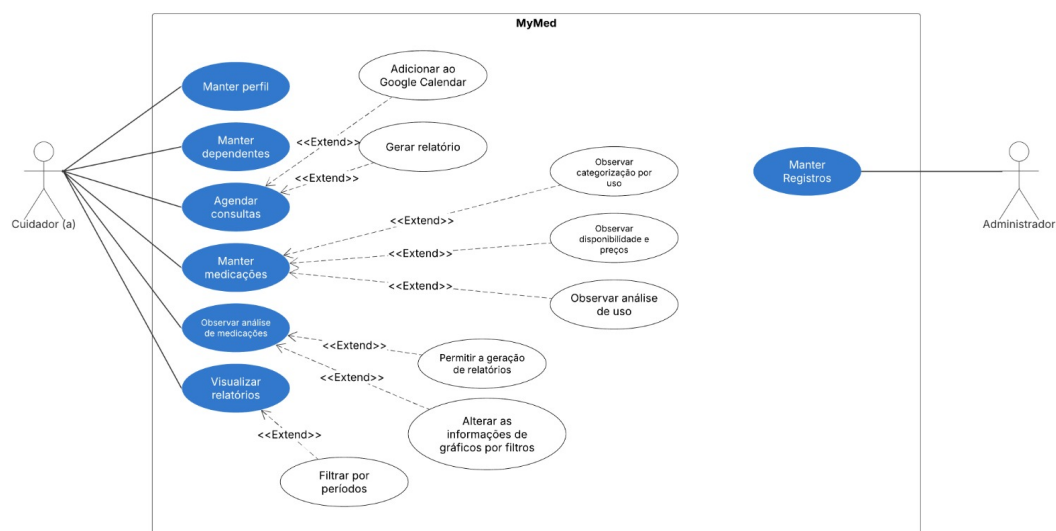 MyMed
Adicionar ao
Google Calendar
Manter perfil
Manter
dependentes
<<Extend>>
Gerar relatório
Observar
categorização por
uso
Manter
Registros
<<Extend>>
Agendar
consultas
Cuidador (a)
Administrador
<<Extend>>
Observar
disponibilidade e
preços
Manter
medicações
<<Extend>>
<<Extend>>
Observar análise
de uso
Observar análise
de medicações
<<Extend>>
Permitir a geração
de relatórios
<<Extend>>
Visualizar
relatórios
Alterar as
informações de
gráficos por filtros
<<Extend>>
Filtrar por
períodos